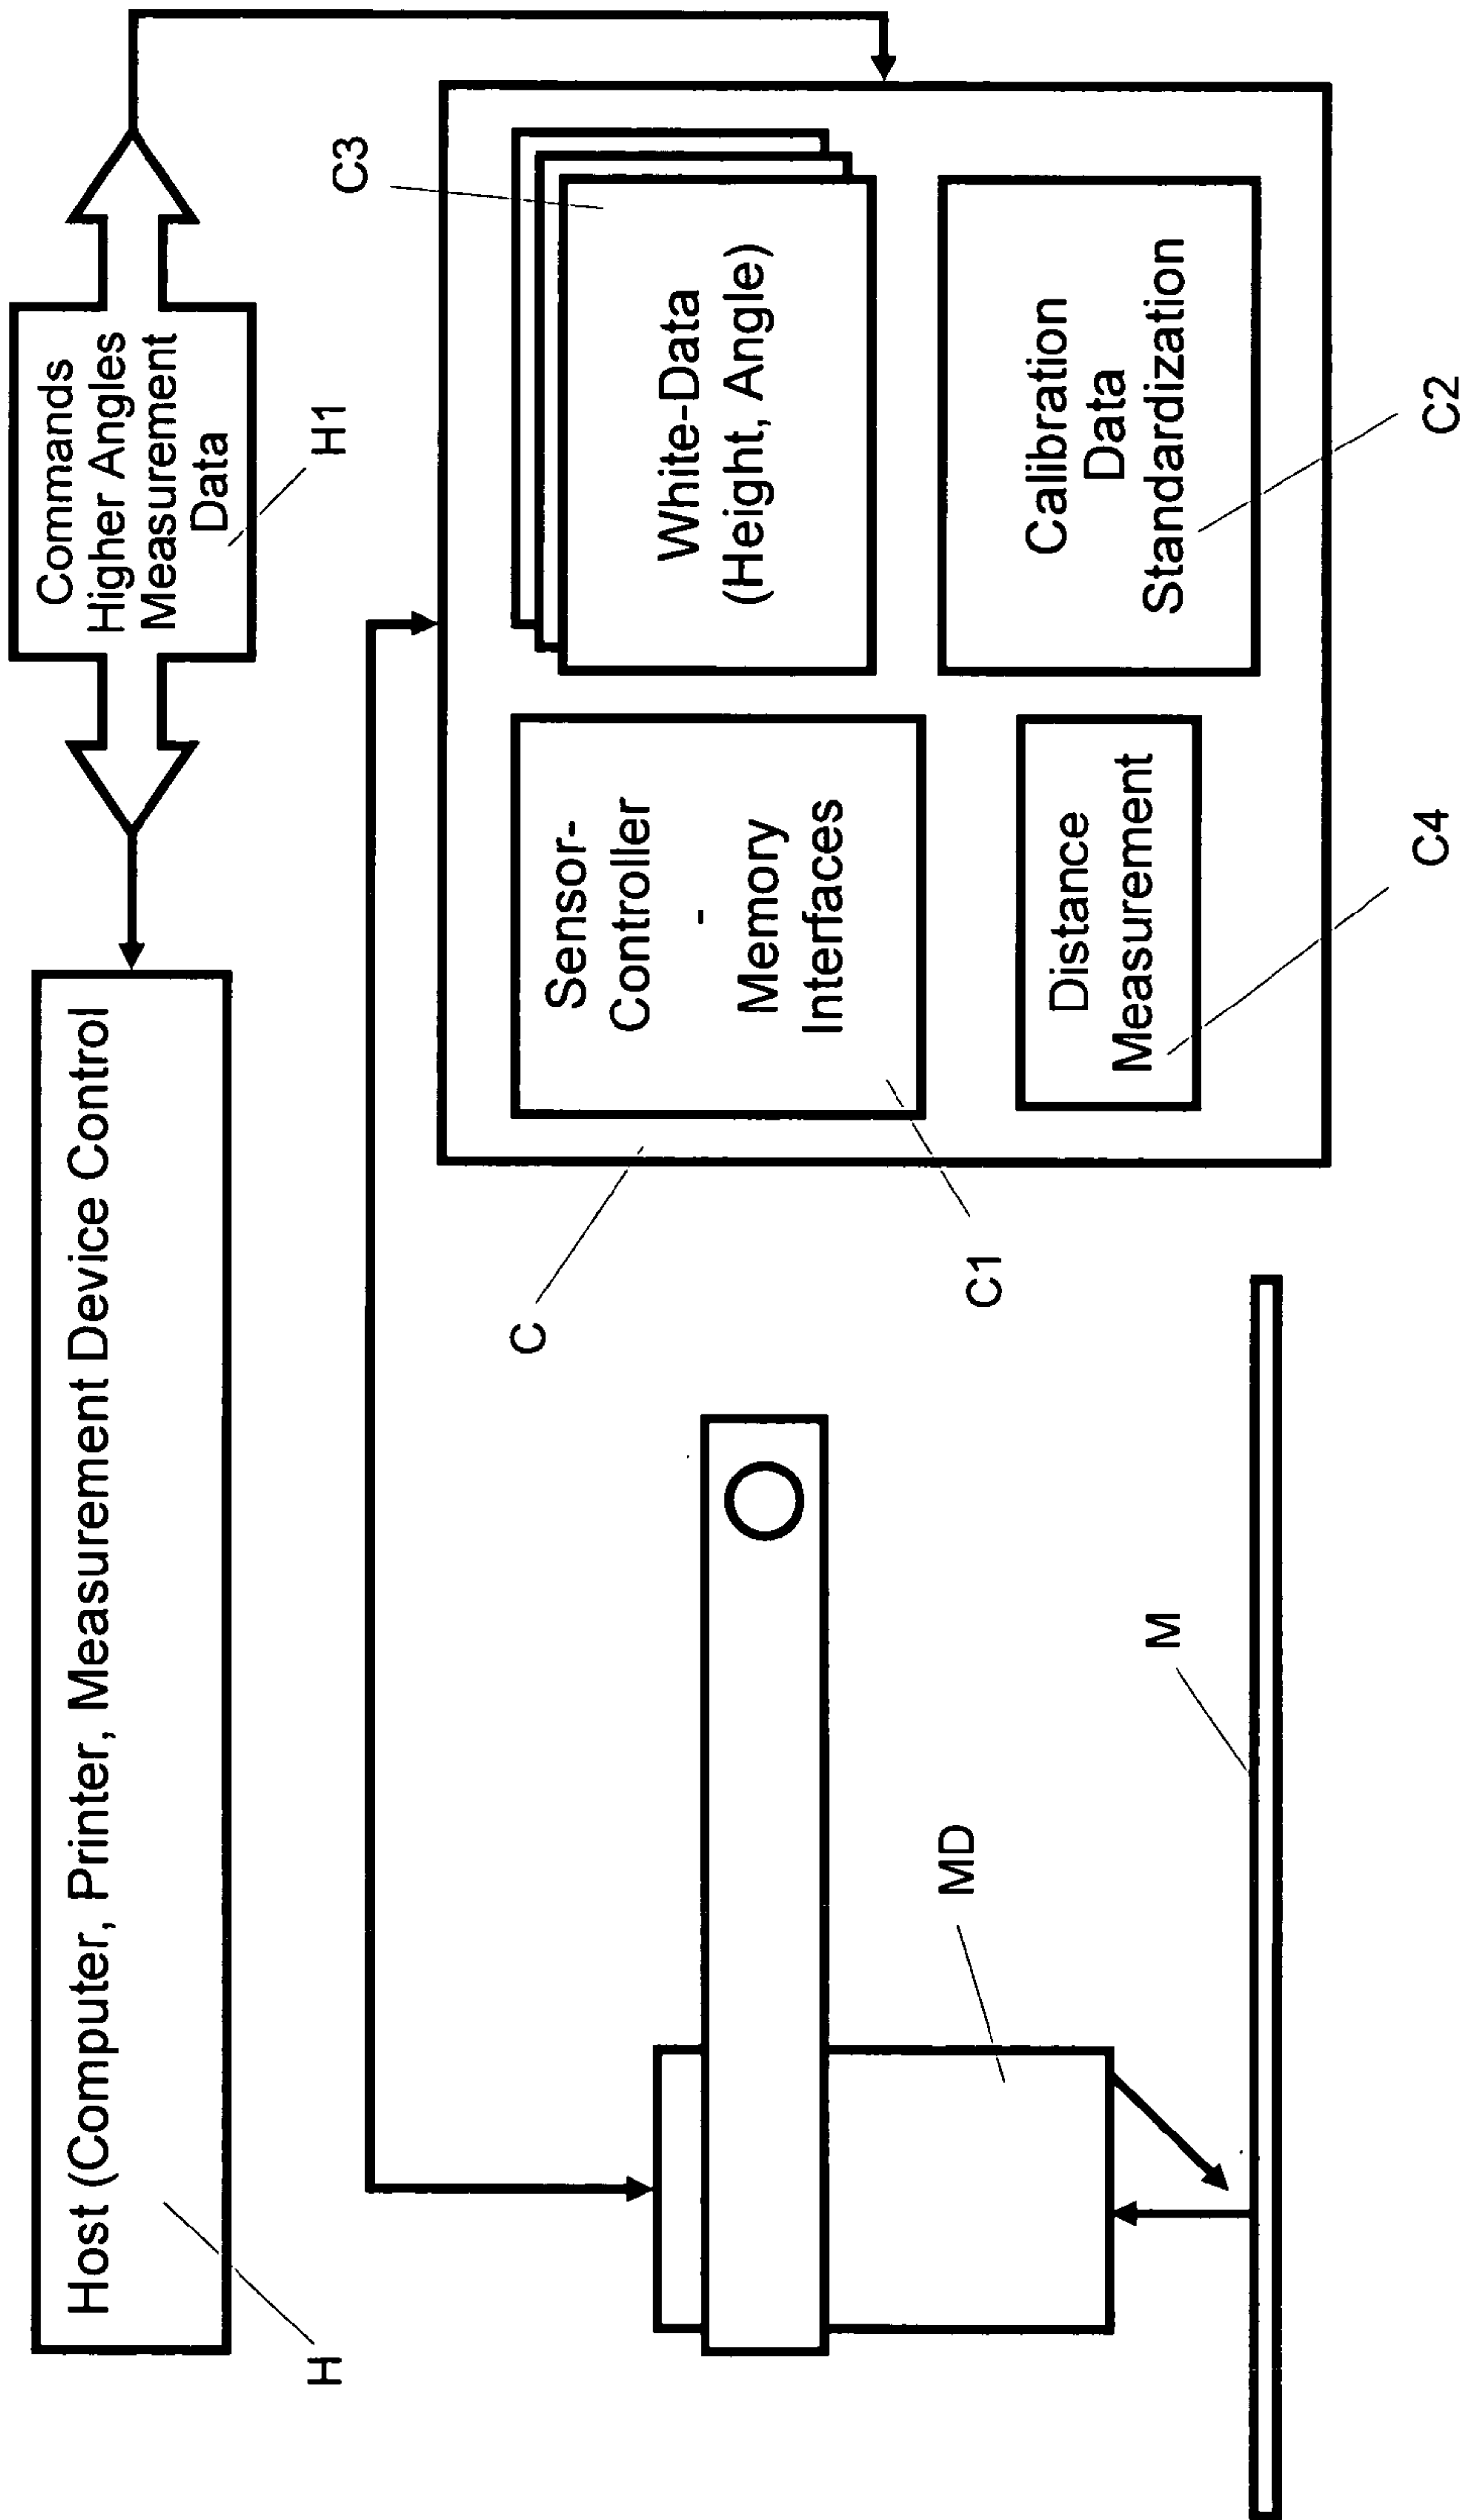 Host (Computer, Printer, Measurement Device Control
H
Commands
Higher Angles
Measurement
Data
H1
C3
C
Sensor-
Controller
-
Memory
Interfaces
White-Data
(Height, Angle)
C1
Distance
Measurement
Calibration
Data
Standardization
MD
M
C4
C2